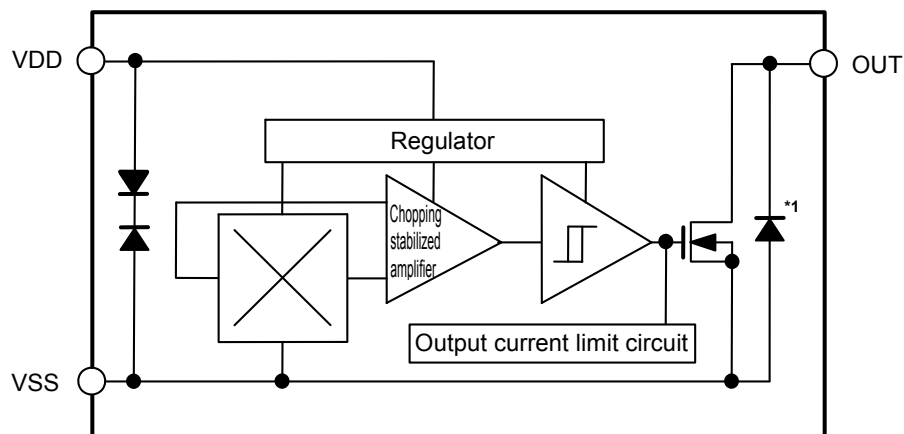 VDD
OUT
Regulator
*1
Chopping
stabilized
amplifier
Output current limit circuit
VSS